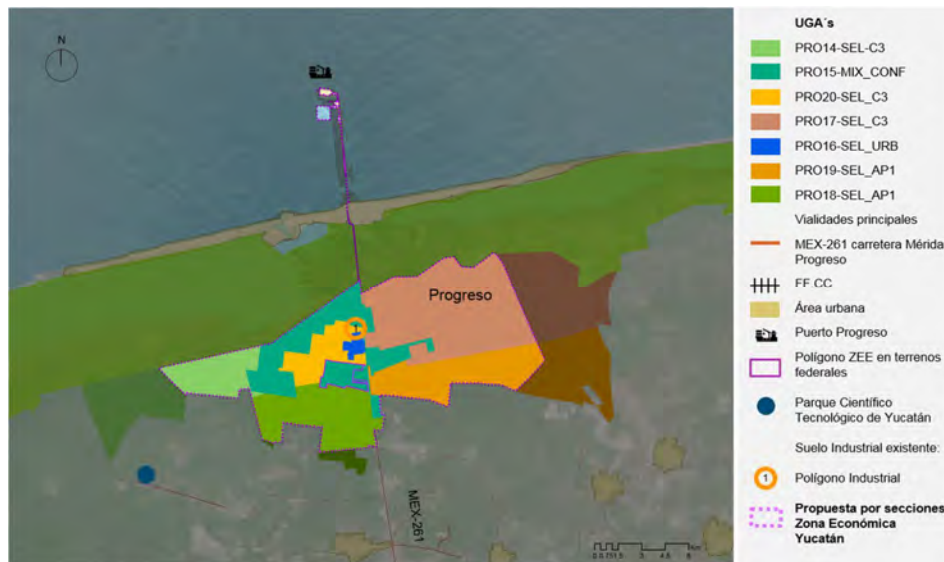 N
Progreso
1
MEX-261
UGA´s
PRO14-SEL-C3
PRO15-MIX_CONF
PRO20-SEL_C3
PRO17-SEL_C3
PRO16-SEL_URB
PRO19-SEL_AP1
PRO18-SEL_AP1
Vialidades principales
MEX-261 carretera Mérida
Progreso
FF CC
Área urbana
Puerto Progreso
Polígono ZEE en terrenos
federales
Parque Científico
Tecnológico de Yucatán
Suelo Industrial existente:
1
Polígono Industrial
Propuesta por secciones
Zona Económica
Yucatán